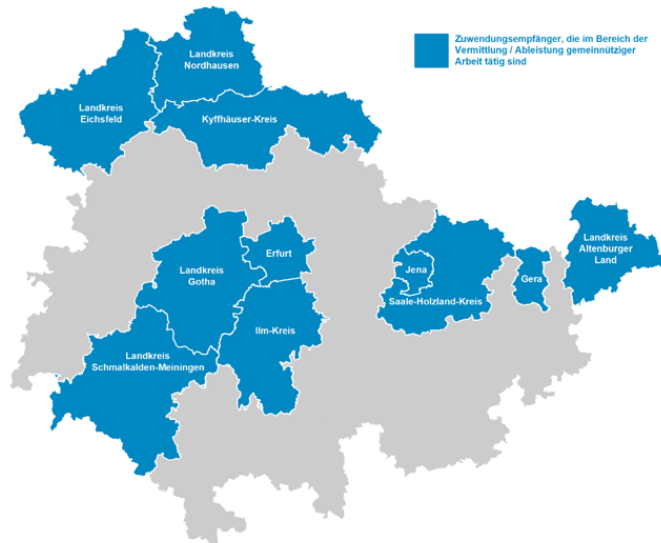 Zuwendungsempfänger, die im Bereich der
Vermittlung / Ableistung gemeinnütziger
Arbeit tätig sind
Landkreis
Nordhausen
Landkreis
Eichsfeld
Kyffhäuser-Kreis
Landkreis
Altenburger
Land
Erfurt
Landkreis
Gotha
Jena
Gera
Saale-Holzland-Kreis
Ilm-Kreis
Landkreis
Schmalkalden-Meiningen